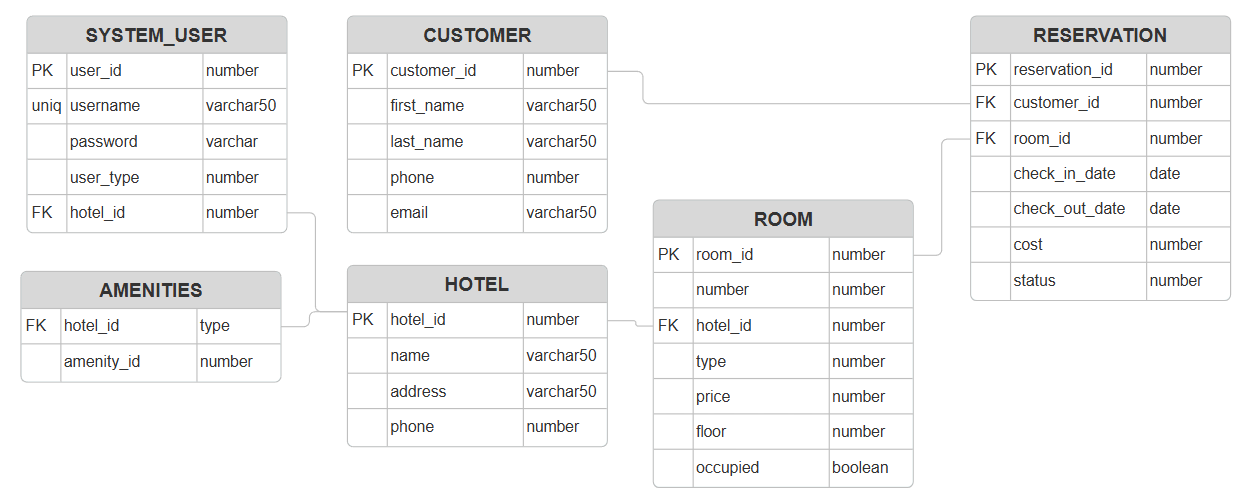 SYSTEM_USER
PK user_id number
uniq username varchar50
password varchar
user_type number
FK hotel_id number
CUSTOMER
PK customer_id number
first_name varchar50
last_name varchar50
phone number
email varchar50
RESERVATION
PK reservation_id number
FK customer_id number
FK room_id number
check_in_date date
check_out_date date
cost number
status number
AMENITIES
FK hotel_id type
amenity_id number
HOTEL
PK hotel_id number
name varchar50
address varchar50
phone number
ROOM
PK room_id number
number number
FK hotel_id number
type number
price number
floor number
occupied boolean